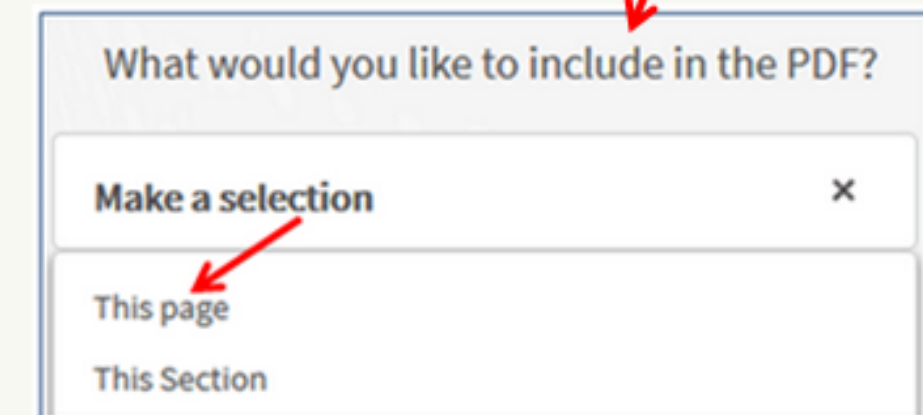 What would you like to include in the PDF?
Make a selection ×
This page
This Section